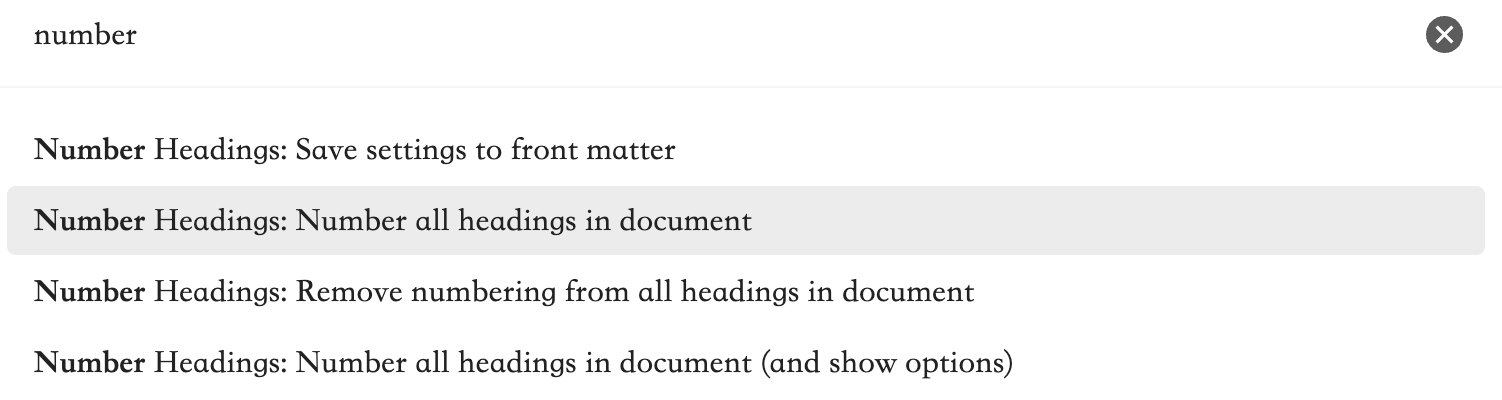 number
Number Headings: Save settings to front matter
Number Headings: Number all headings in document
Number Headings: Remove numbering from all headings in document
Number Headings: Number all headings in document (and show options)